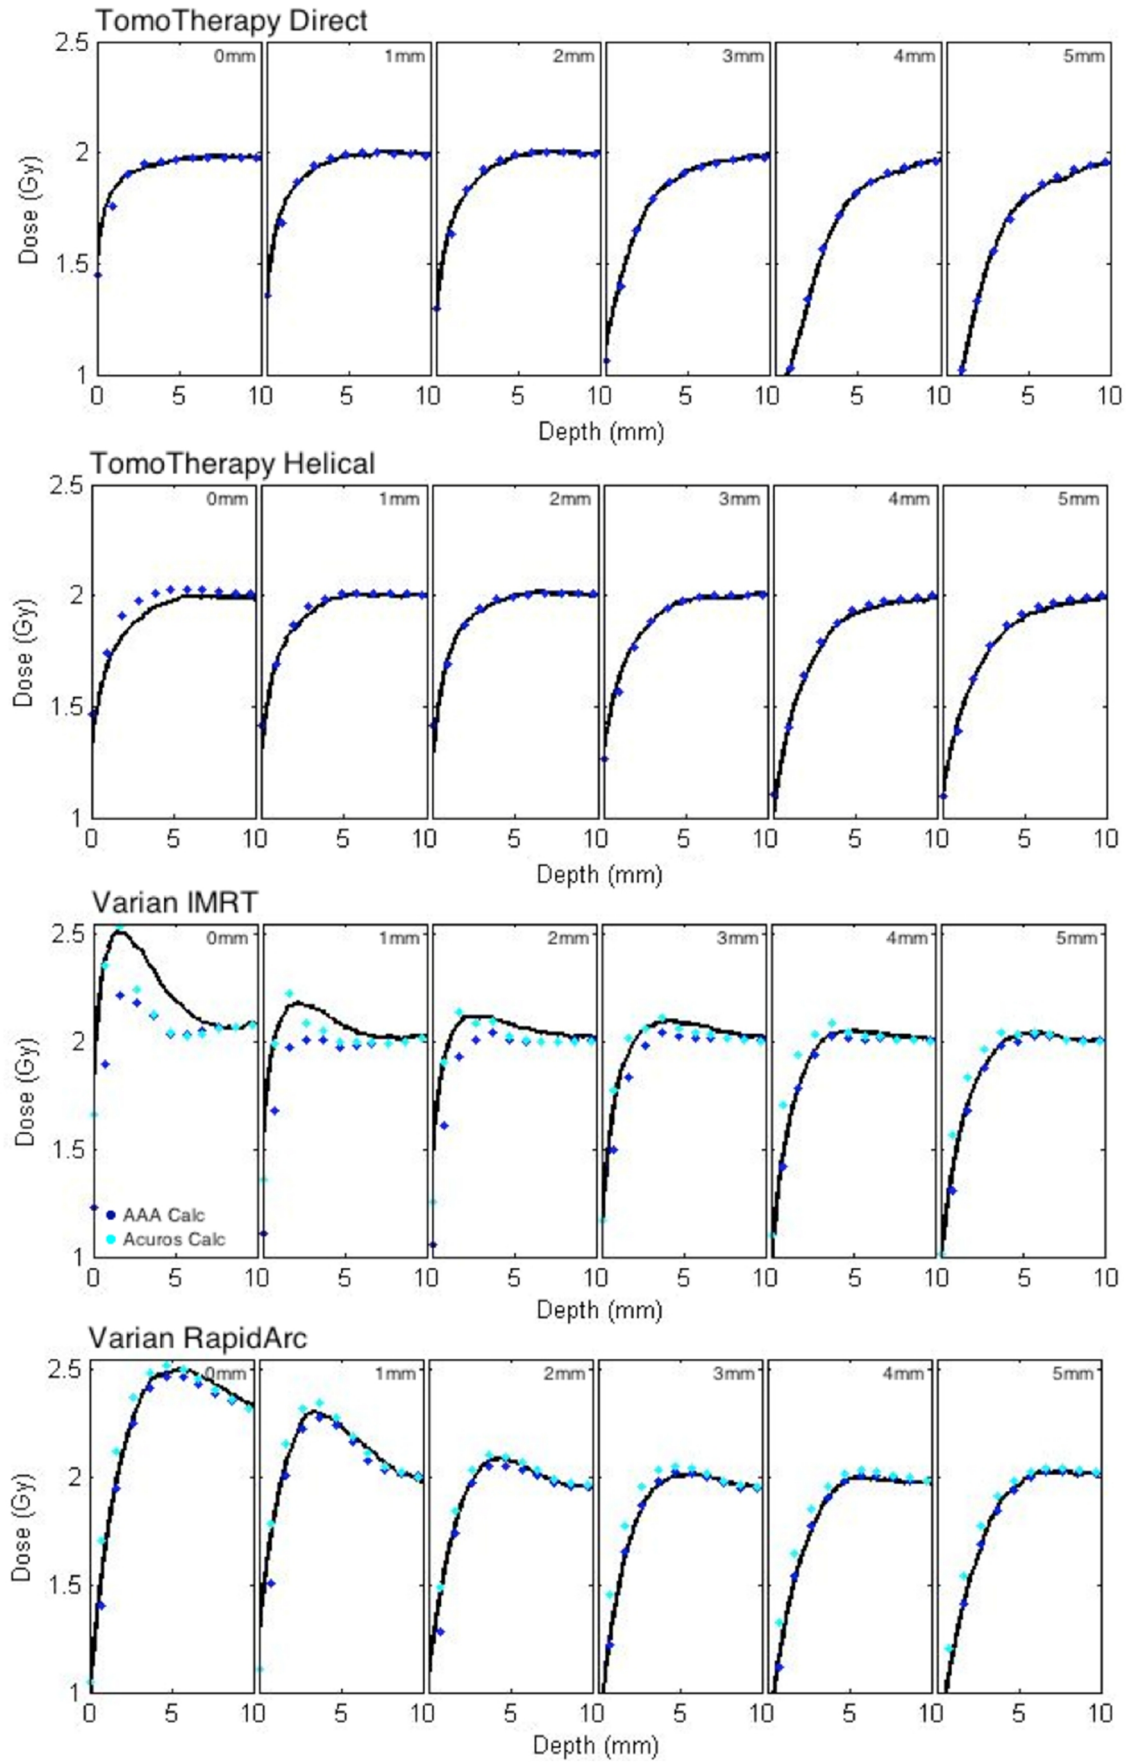 TomoTherapy Direct
2.5 0mm 1mm 2mm 3mm 4mm 5mm
2
Dose (Gy)
1.5
1
0 5 10 5 10 5 10 5 10 5 10 5 10
Depth (mm)
TomoTherapy Helical
2.5 0mm 1mm 2mm 3mm 4mm 5mm
2
Dose (Gy)
1.5
1
0 5 10 5 10 5 10 5 10 5 10 5 10
Depth (mm)
Varian IMRT
2.5 0mm 1mm 2mm 3mm 4mm 5mm
2
Dose (Gy)
1.5
AAA Calc
Acuros Calc
1
0 5 10 5 10 5 10 5 10 5 10 5 10
Depth (mm)
Varian RapidArc
2.5 0mm 1mm 2mm 3mm 4mm 5mm
2
Dose (Gy)
1.5
1
0 5 10 5 10 5 10 5 10 5 10 5 10
Depth (mm)